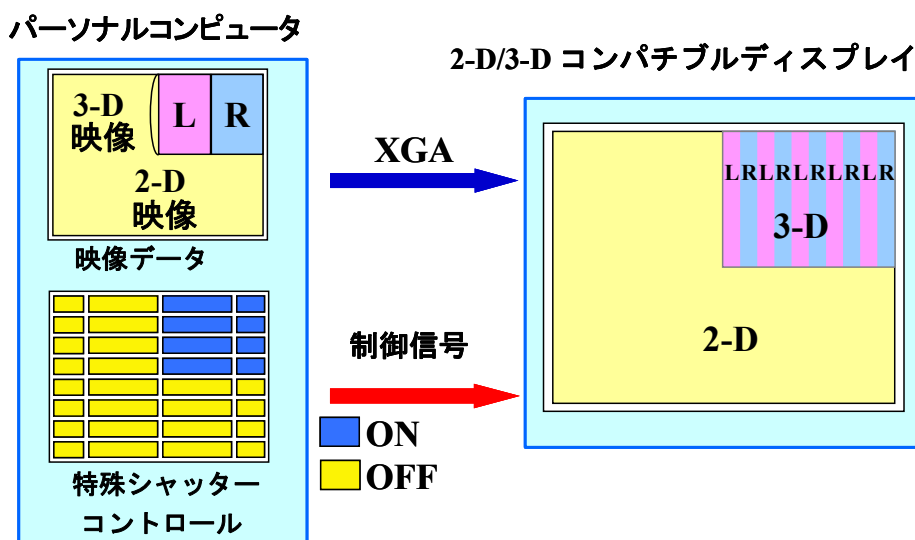 パーソナルコンピュータ
3-D
映像
L R
2-D
映像
映像データ
特殊シャッター
コントロール
XGA
制御信号
ON
OFF
2-D/3-D コンパチブルディスプレイ
LRLRLRLRLR
3-D
2-D